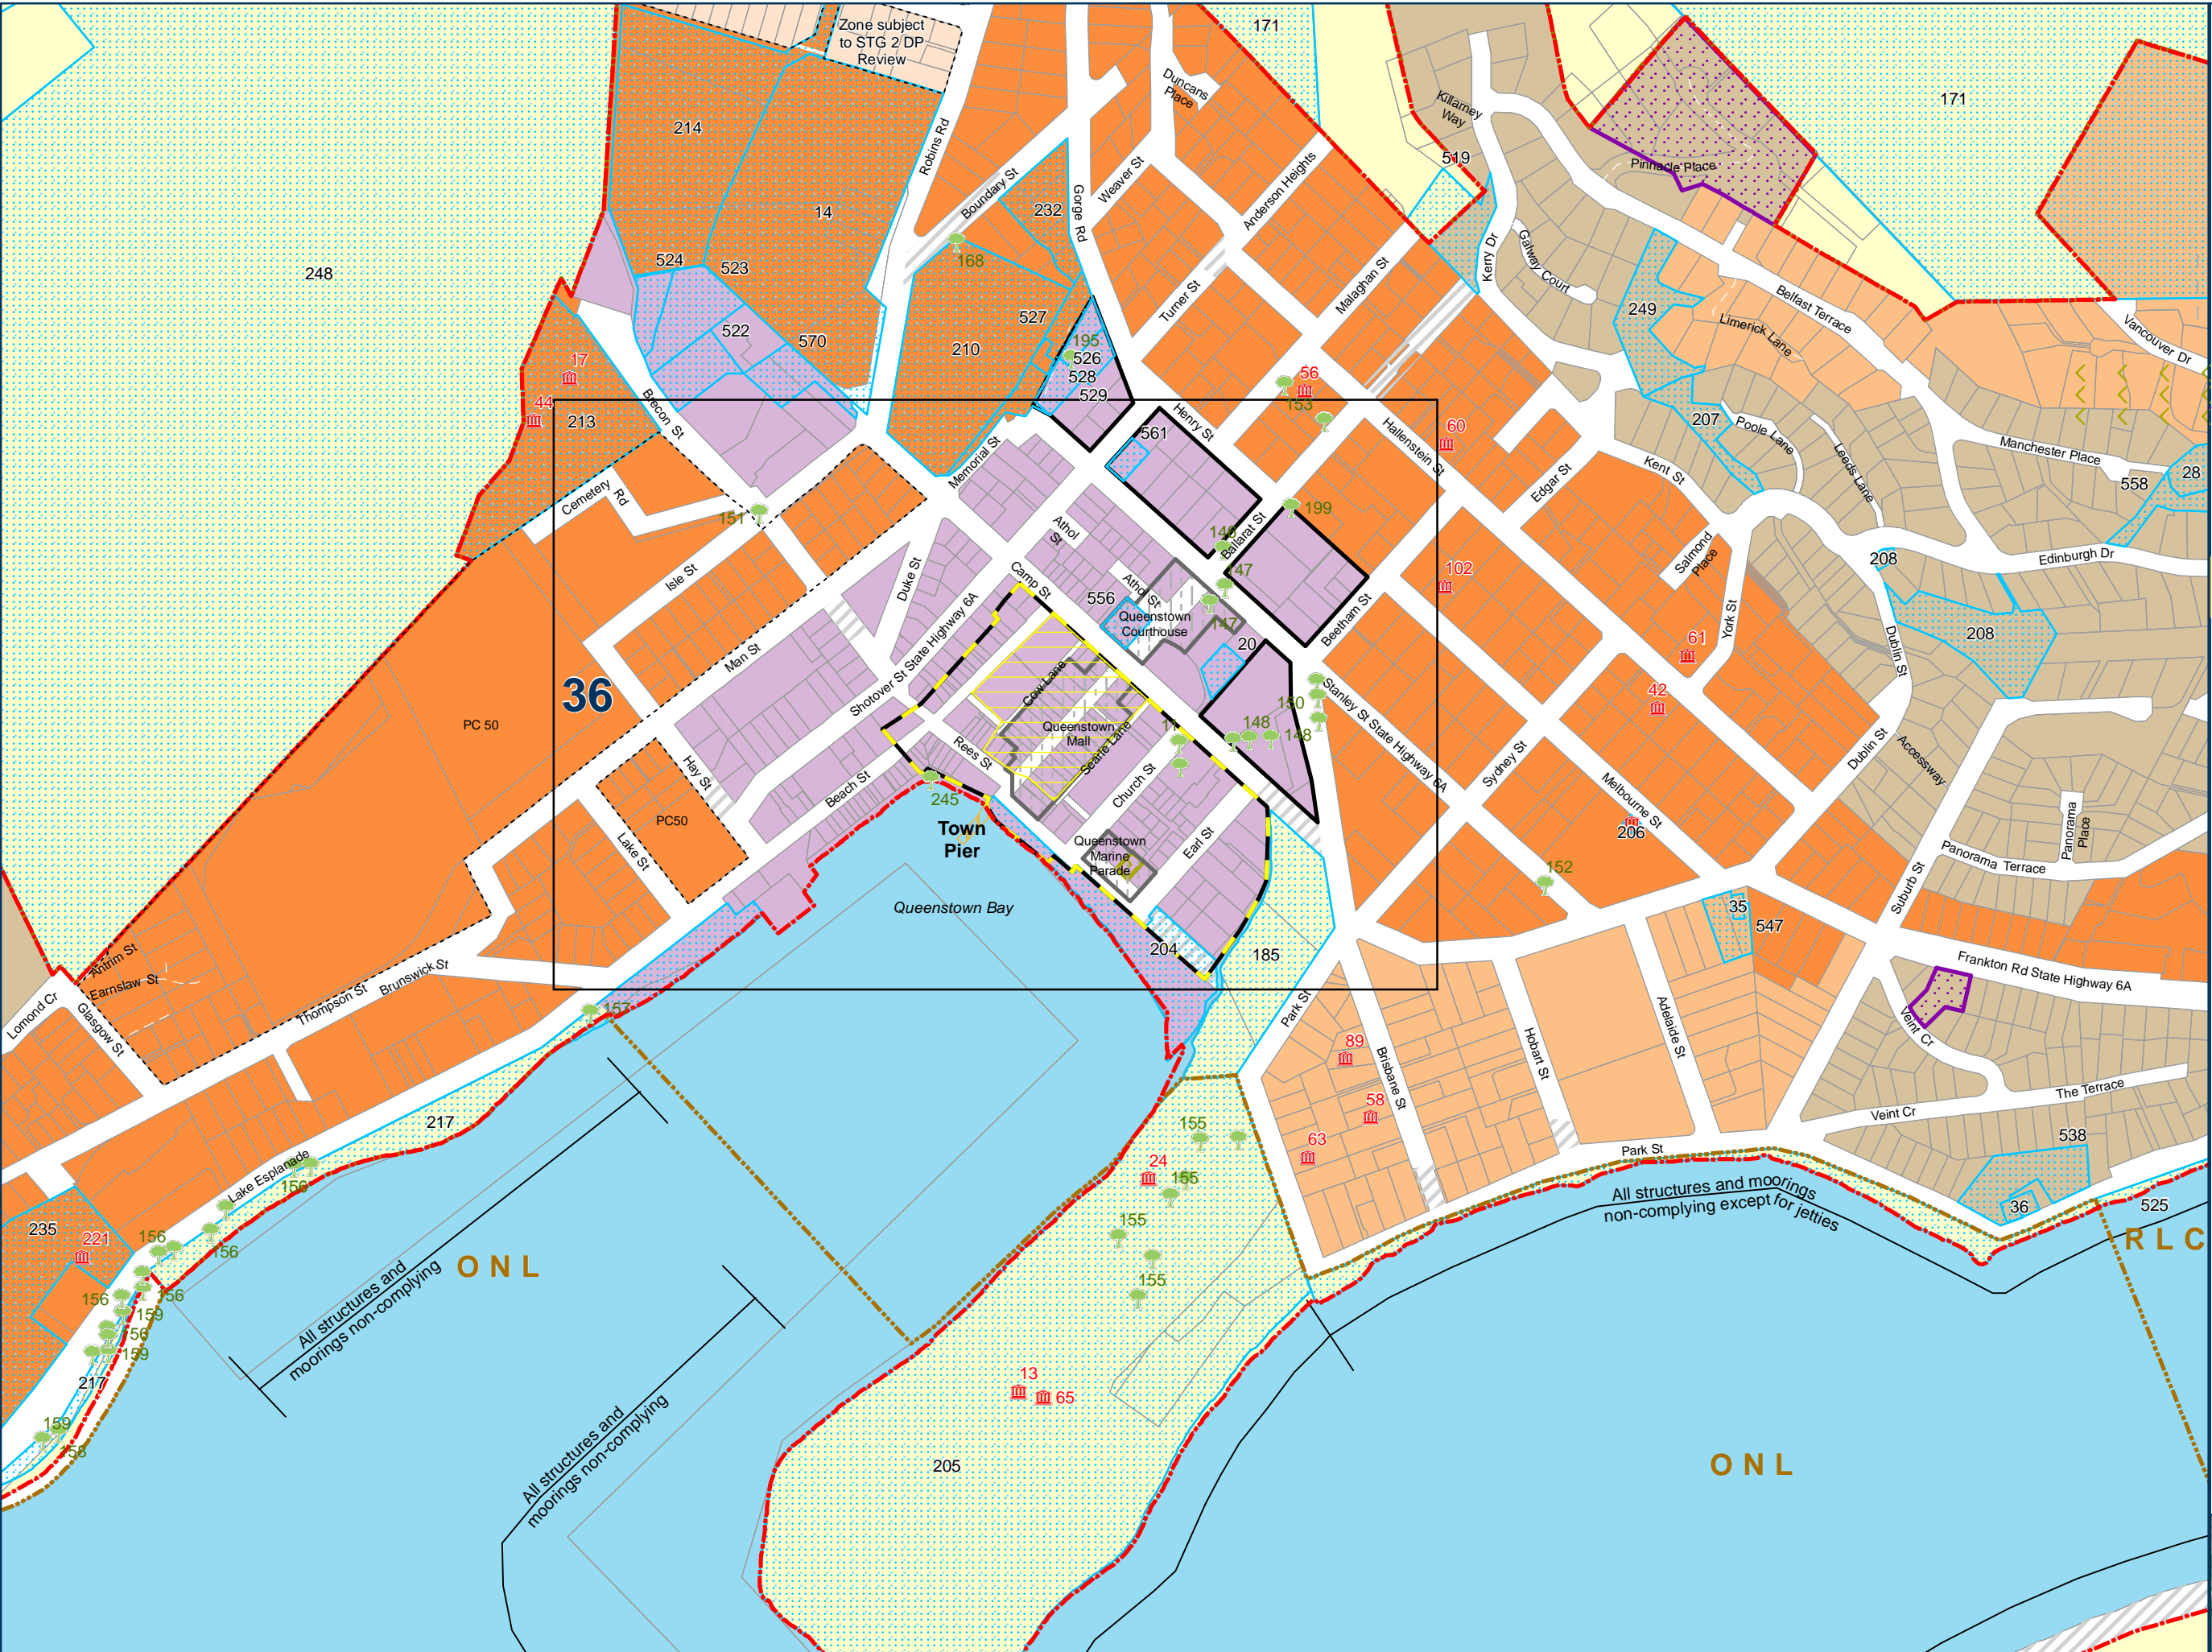 Zone subject
to STG 2 DP
Review
171
171
Duncans
Place
Killarney
Way
519
Pinnacle Place
214
Robins Rd
Boundary St
Gorge Rd
Weaver St
Anderson Heights
14
232
168
248
524
523
522
570
527
210
195
526
528
529
Turner St
Malaghan St
Kerry Dr
Galway Court
249
Belfast Terrace
Limerick Lane
Vancouver Dr
17
44
213
Brecon St
56
153
60
Henry St
561
Hallenstein St
Edgar St
Kent St
207
Poole Lane
Leeds Lane
Manchester Place
28
558
Memorial St
Cemetery
Rd
151
Athol
St
146
Ballarat St
199
147
147
102
Salmond
Place
208
Edinburgh Dr
Isle St
Duke St
Camp St
Athol St
556
Queenstown
Courthouse
20
Beetham St
York St
61
208
Dublin St
Man St
Shotover St State Highway 6A
36
PC 50
Cow Lane
Queenstown
Mall
Searle Lane
11
148
148
150
Stanley St State Highway 6A
42
Rees St
Hay St
Beach St
245
Church St
Sydney St
Melbourne St
206
Dublin St
Accessway
Panorama
Place
Panorama Terrace
PC50
Lake St
Town
Pier
Queenstown
Marine
Parade
Earl St
152
Suburb St
Queenstown Bay
204
185
35
547
Frankton Rd State Highway 6A
Antrim St
Earnslaw St
Lomond Cr
Glasgow St
Thompson St
Brunswick St
157
Park St
89
58
63
Brisbane St
Hobart St
Adelaide St
Veint Cr
Veint Cr
The Terrace
538
36
525
217
Lake Esplanade
156
155
155
24
155
155
Park St
All structures and moorings
non-complying except for jetties
RLC
235
221
156
156
156
156
159
156
159
217
159
158
ONL
All structures and
moorings non-complying
All structures and
moorings non-complying
13
65
205
ONL